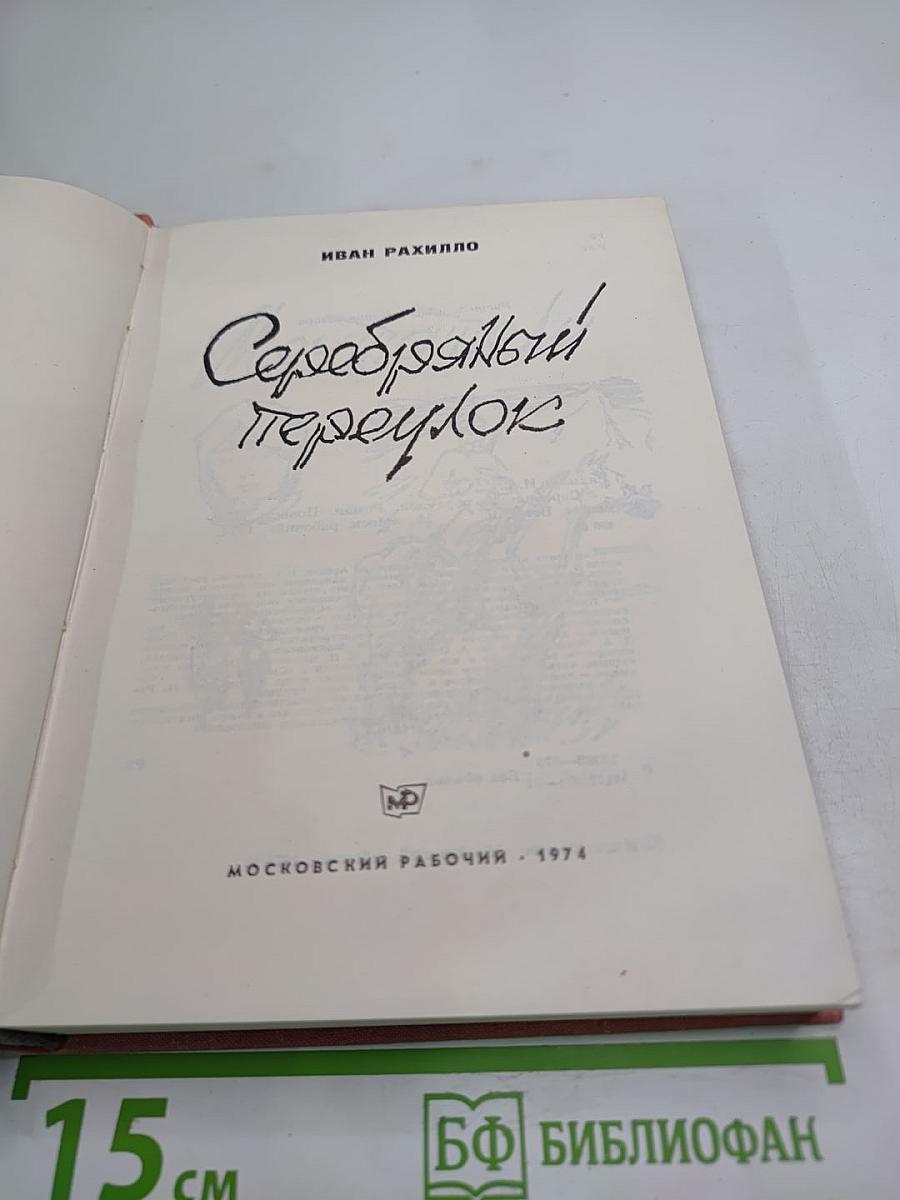 ИВАН РАХИЛЛО
Серебряный
переулок
МР
МОСКОВСКИЙ РАБОЧИЙ · 1974
15 см
БФ БИБЛИОФАН